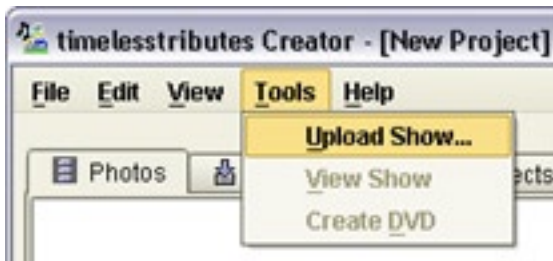 timelesstributes Creator - [New Project]
File Edit View Tools Help
Upload Show...
Photos
View Show
Create DVD